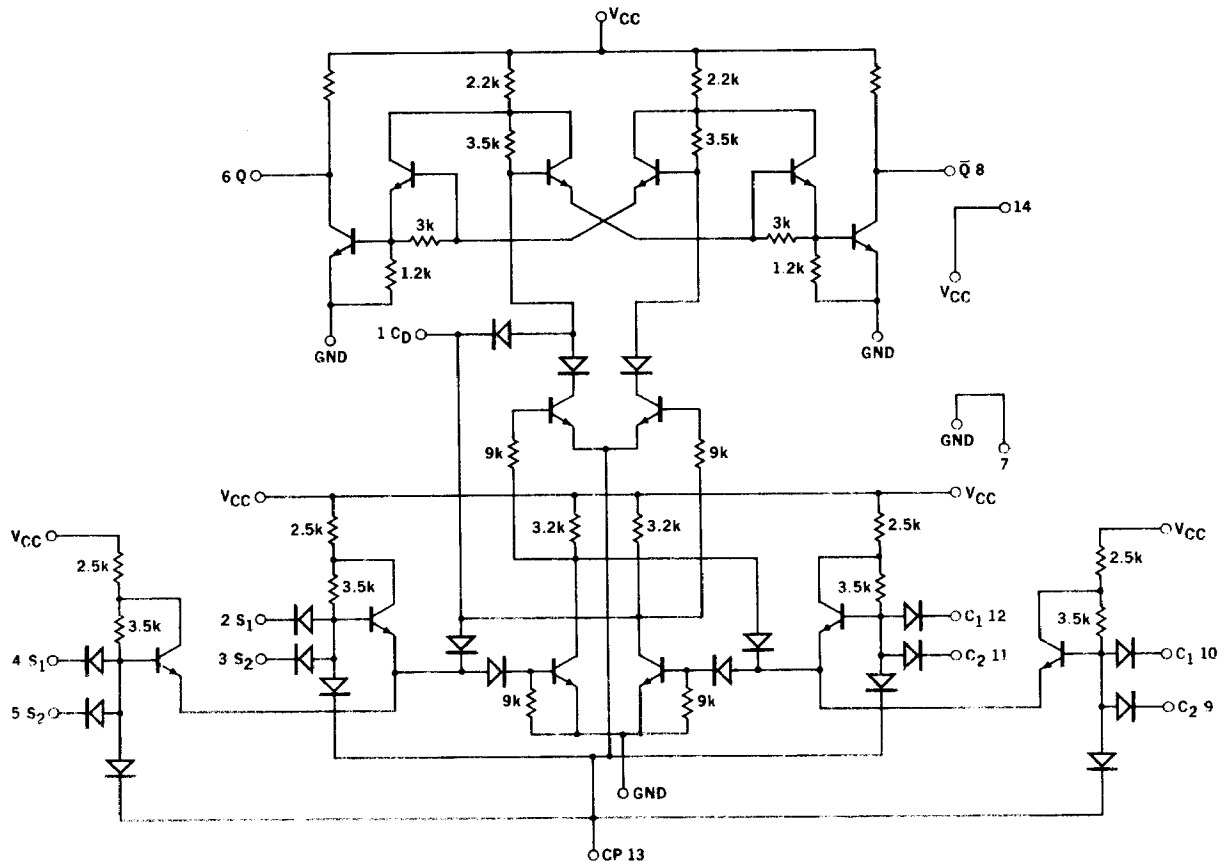 VCC
2.2k
2.2k
3.5k
3.5k
6 Q
Q̄ 8
14
3k
3k
1.2k
1.2k
VCC
1 CD
GND
GND
9k
9k
GND
7
VCC
VCC
2.5k
3.2k
3.2k
2.5k
VCC
VCC
2.5k
2.5k
3.5k
3.5k
2 S1
C1 12
3.5k
3.5k
3 S2
C2 11
4 S1
C1 10
9k
9k
5 S2
C2 9
GND
CP 13